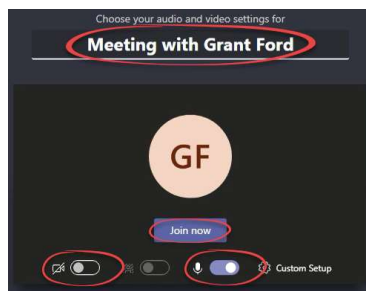 Choose your audio and video settings for
Meeting with Grant Ford
GF
Join now
Custom Setup